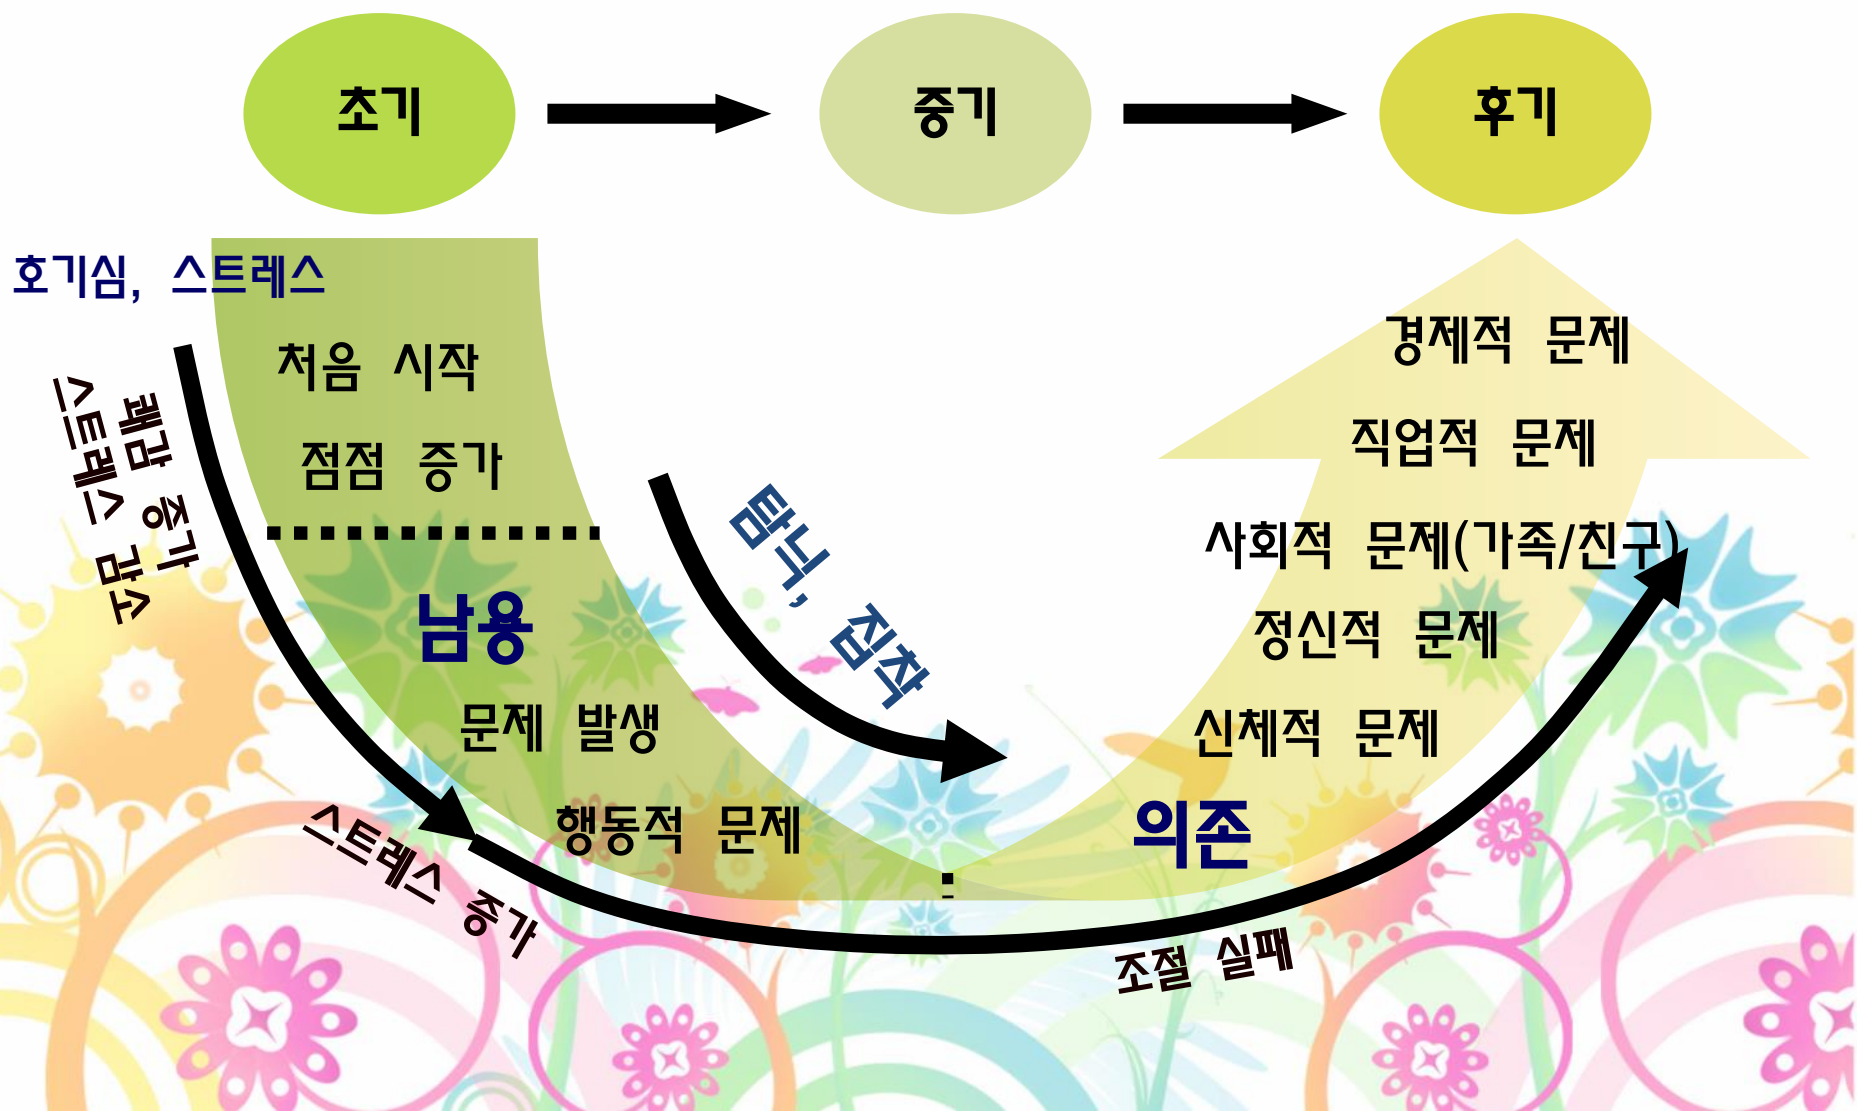 초기
중기
후기
호기심, 스트레스
처음 시작
점점 증가
쾌감 증가
스트레스 감소
남용
문제 발생
행동적 문제
탐닉, 집착
스트레스 증가
경제적 문제
직업적 문제
사회적 문제(가족/친구)
정신적 문제
신체적 문제
의존
조절 실패